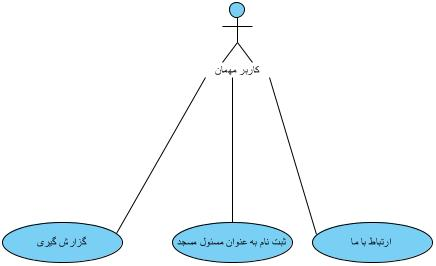 کاربر مهمان
ارتباط با ما
ثبت نام به عنوان مسئول مسجد
گزارش گیری